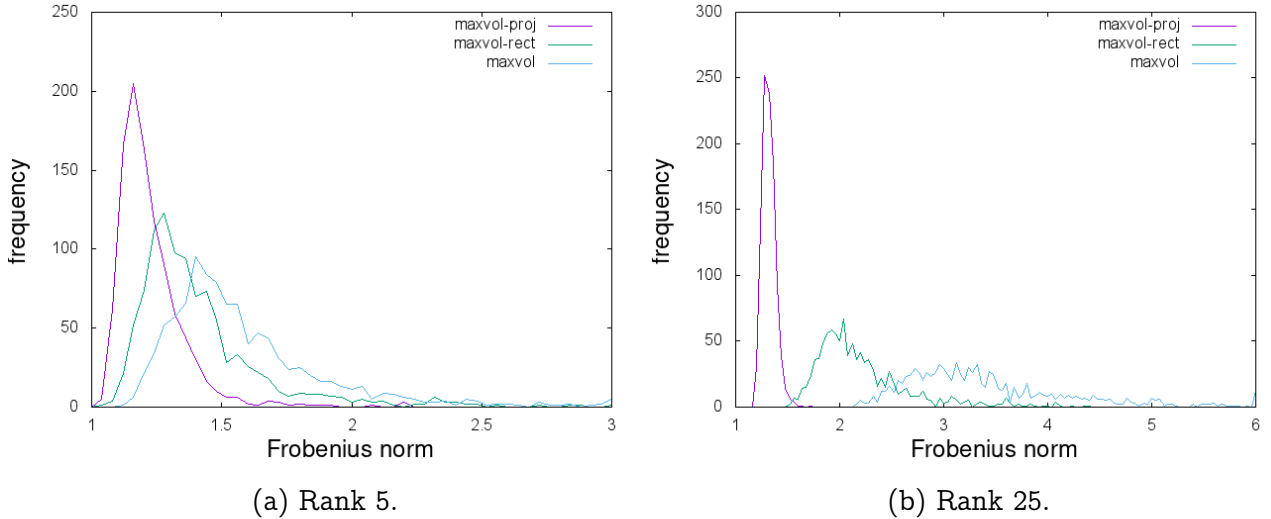 250
200
150
100
50
0
1
1.5
2
2.5
3
frequency
Frobenius norm
maxvol-proj
maxvol-rect
maxvol
(a) Rank 5.
300
250
200
150
100
50
0
1
2
3
4
5
6
frequency
Frobenius norm
maxvol-proj
maxvol-rect
maxvol
(b) Rank 25.